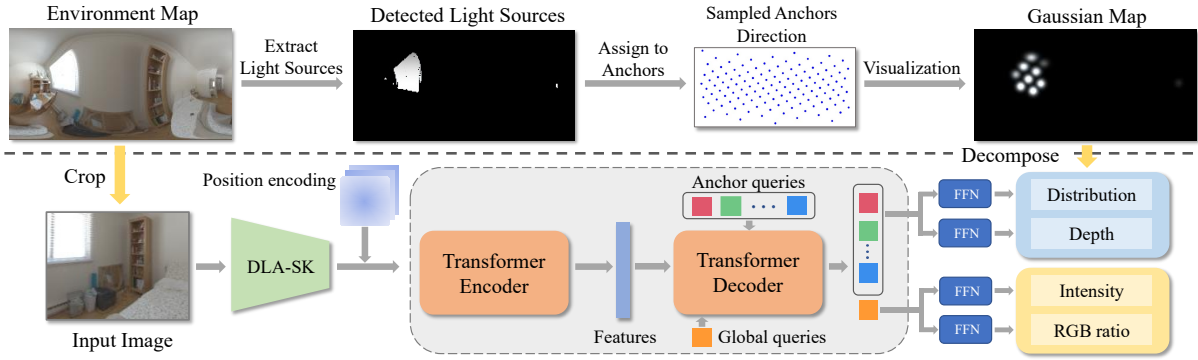 Environment Map
Extract
Light Sources
Detected Light Sources
Assign to
Anchors
Sampled Anchors
Direction
Visualization
Gaussian Map
Crop
Decompose
Input Image
DLA-SK
Position encoding
Transformer
Encoder
Features
Anchor queries
Transformer
Decoder
Global queries
FFN
Distribution
FFN
Depth
FFN
Intensity
FFN
RGB ratio